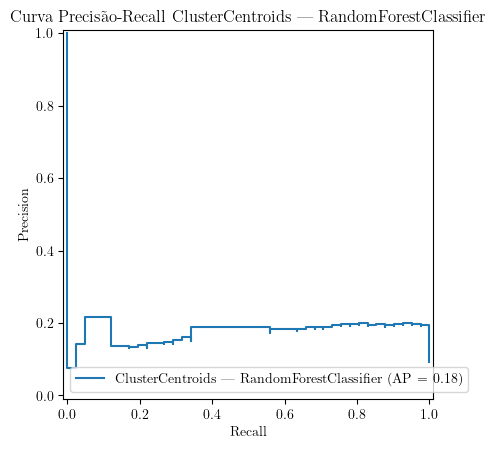 Curva Precisão-Recall ClusterCentroids — RandomForestClassifier
1.0
0.8
0.6
0.4
0.2
0.0
Precision
ClusterCentroids — RandomForestClassifier (AP = 0.18)
0.0 0.2 0.4 0.6 0.8 1.0
Recall